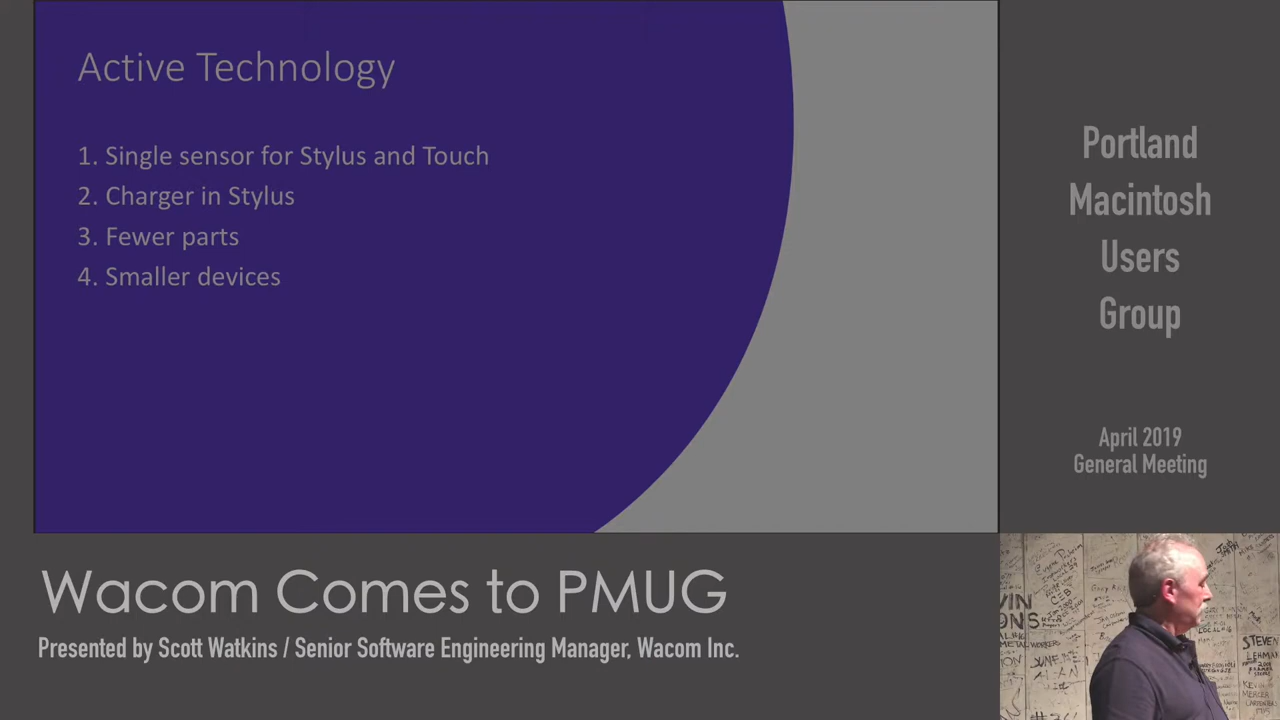 Active Technology
1. Single sensor for Stylus and Touch
2. Charger in Stylus
3. Fewer parts
4. Smaller devices
Portland
Macintosh
Users
Group
April 2019
General Meeting
Wacom Comes to PMUG
Presented by Scott Watkins / Senior Software Engineering Manager, Wacom Inc.
STEVEN
LEHMAN